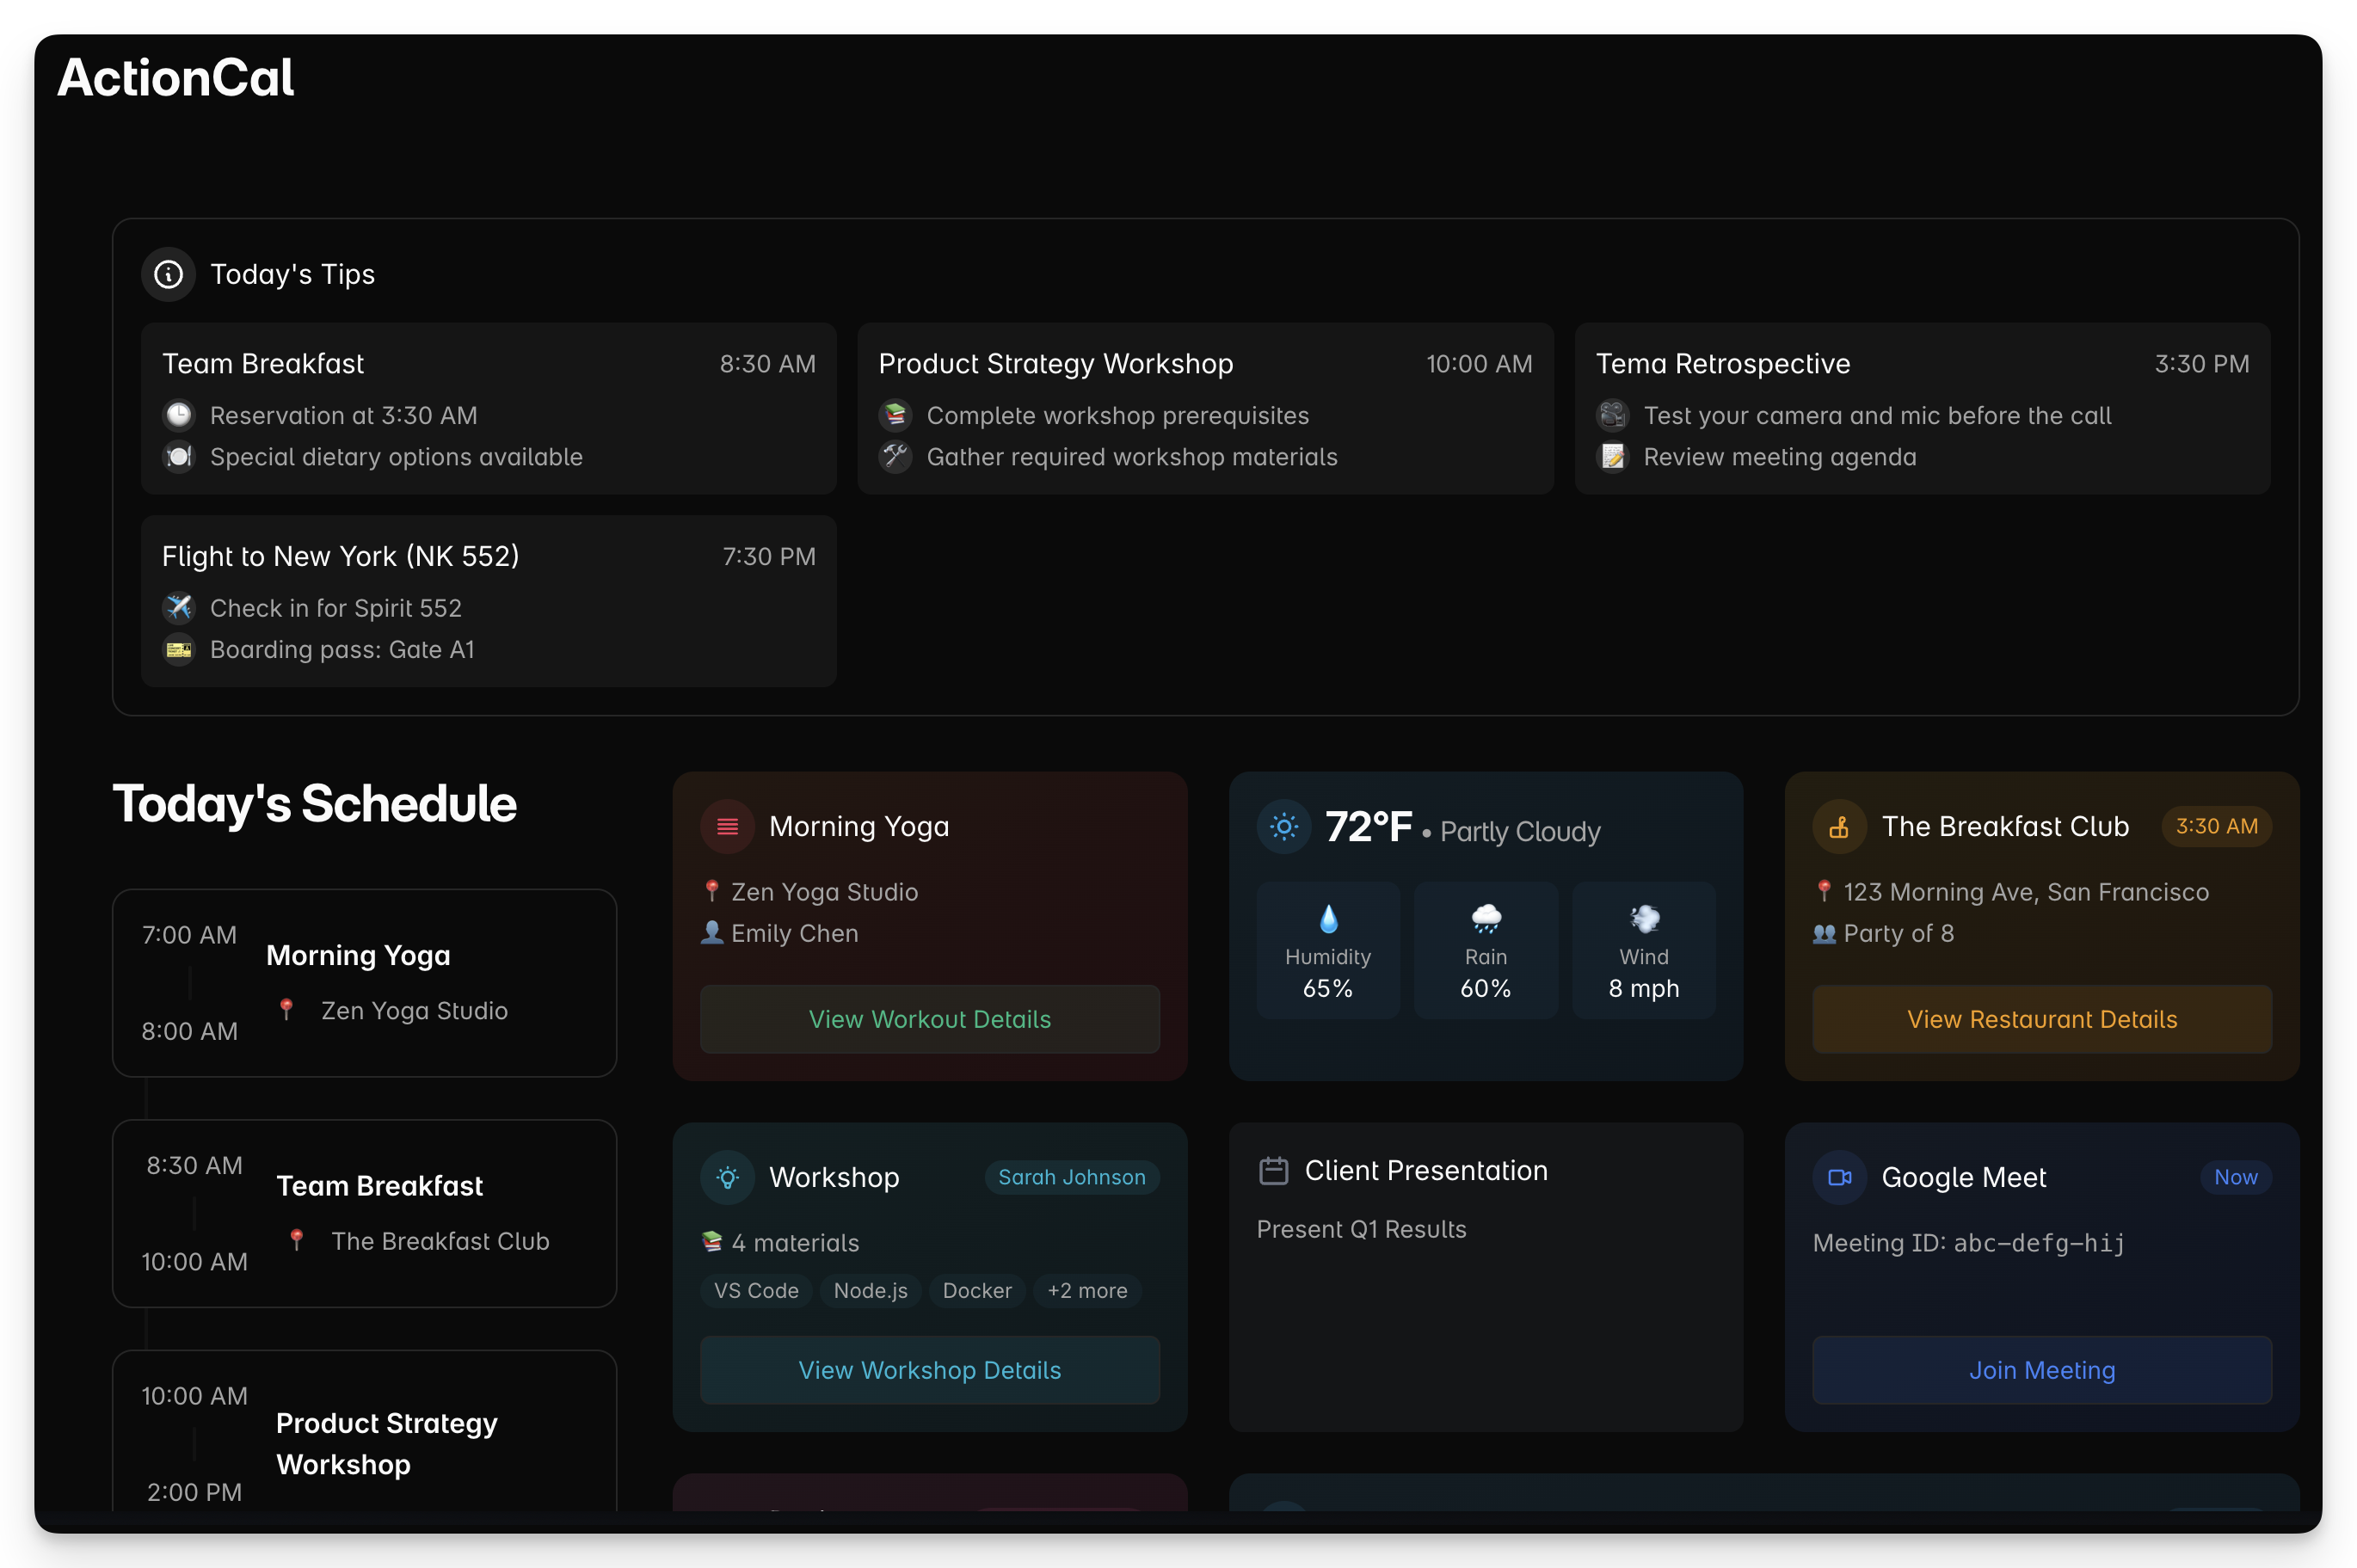 ActionCal
Today's Tips
Team Breakfast 8:30 AM
Reservation at 3:30 AM
Special dietary options available
Product Strategy Workshop 10:00 AM
Complete workshop prerequisites
Gather required workshop materials
Tema Retrospective 3:30 PM
Test your camera and mic before the call
Review meeting agenda
Flight to New York (NK 552) 7:30 PM
Check in for Spirit 552
Boarding pass: Gate A1
Today's Schedule
7:00 AM
Morning Yoga
Zen Yoga Studio
8:00 AM
8:30 AM
Team Breakfast
The Breakfast Club
10:00 AM
10:00 AM
Product Strategy
Workshop
2:00 PM
Morning Yoga
Zen Yoga Studio
Emily Chen
View Workout Details
72°F • Partly Cloudy
Humidity
65%
Rain
60%
Wind
8 mph
The Breakfast Club 3:30 AM
123 Morning Ave, San Francisco
Party of 8
View Restaurant Details
Workshop Sarah Johnson
4 materials
VS Code Node.js Docker +2 more
View Workshop Details
Client Presentation
Present Q1 Results
Google Meet Now
Meeting ID: abc-defg-hij
Join Meeting